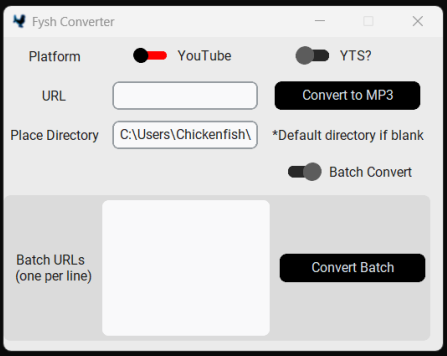 Fysh Converter
Platform YouTube YTS?
URL Convert to MP3
Place Directory C:\Users\Chickenfish\ *Default directory if blank
Batch Convert
Batch URLs
(one per line) Convert Batch